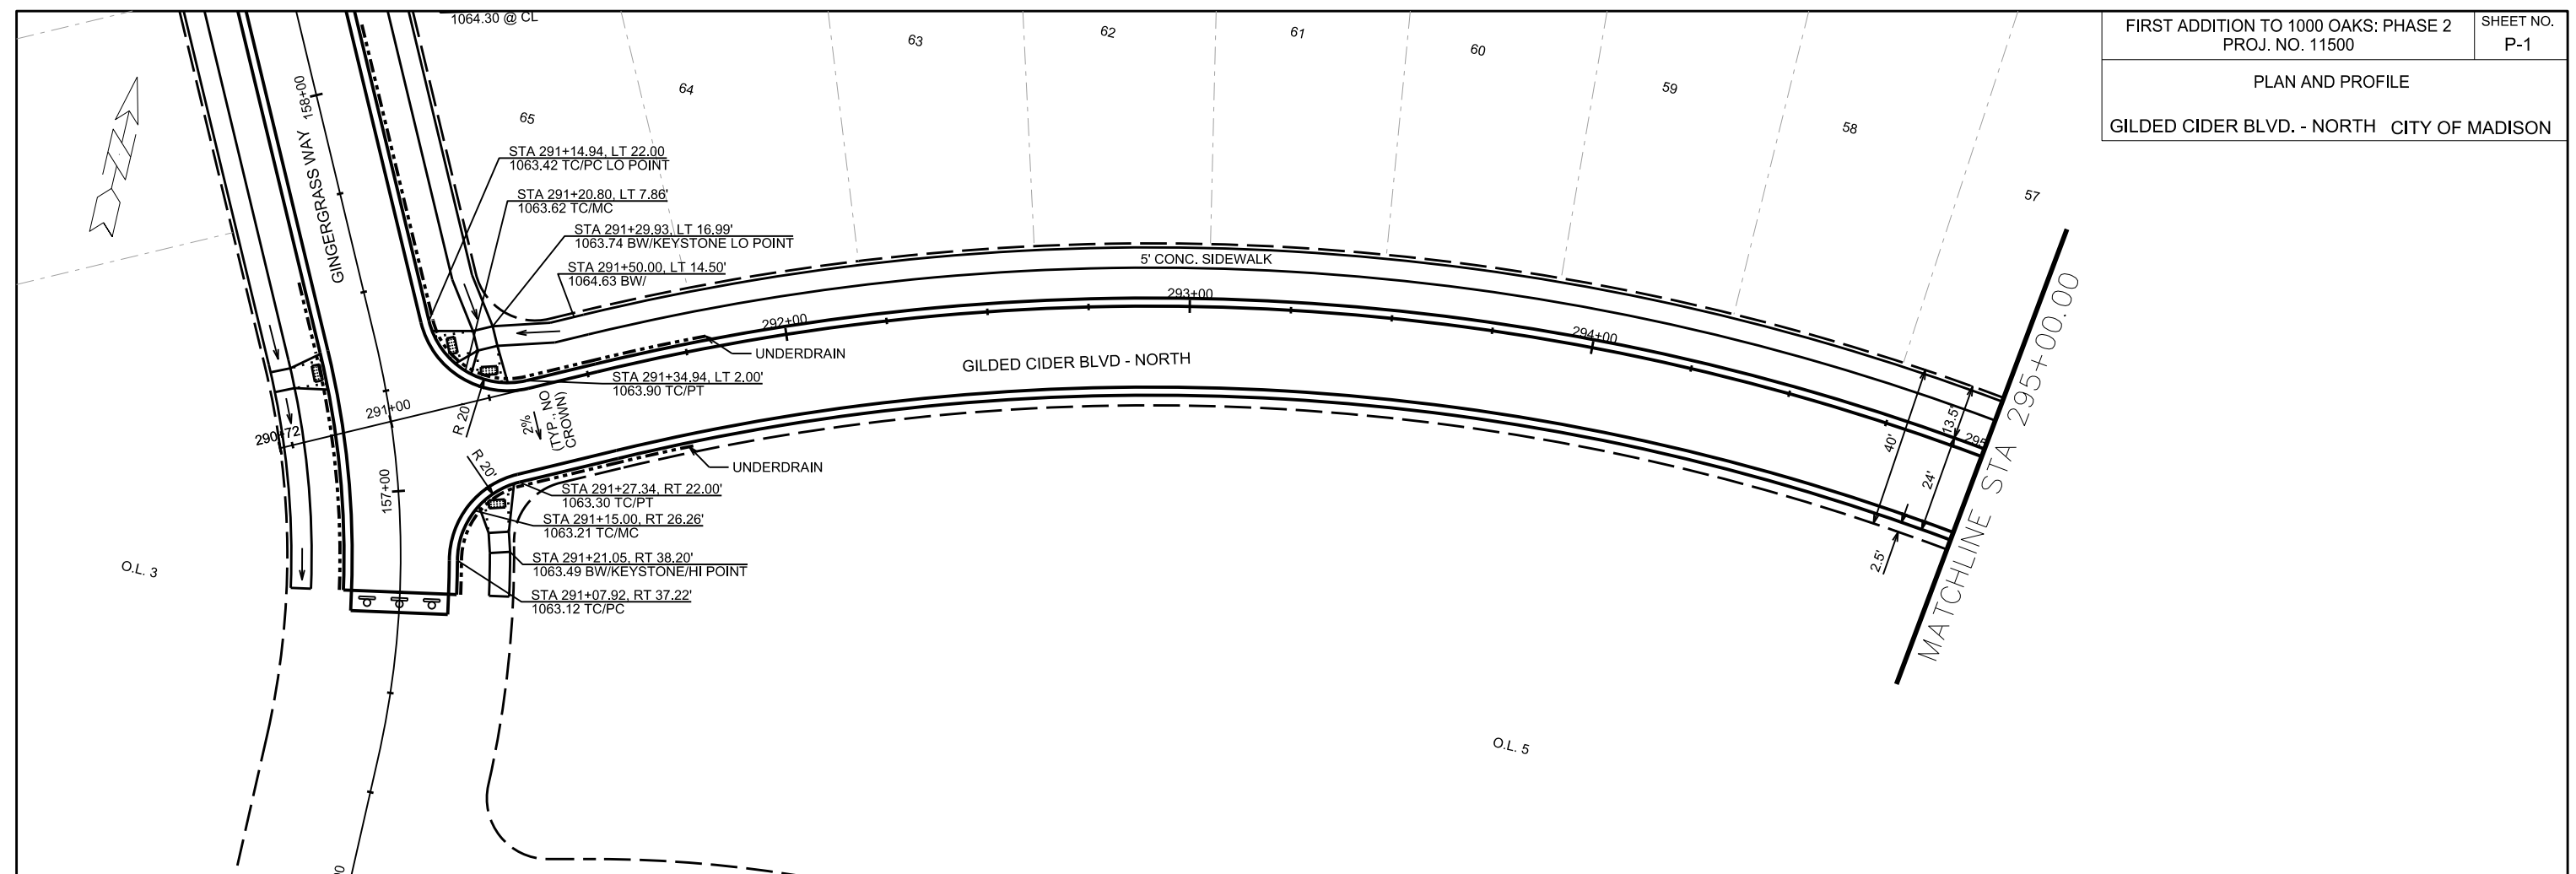 1064.30 @ CL
FIRST ADDITION TO 1000 OAKS: PHASE 2
PROJ. NO. 11500
SHEET NO.
P-1
PLAN AND PROFILE
GILDED CIDER BLVD. - NORTH CITY OF MADISON
63
62
61
60
59
58
57
64
65
158+00
GINGERGRASS WAY
STA 291+14.94, LT 22.00
1063.42 TC/PC LO POINT
STA 291+20.80, LT 7.86'
1063.62 TC/MC
STA 291+29.93, LT 16.99'
1063.74 BW/KEYSTONE LO POINT
STA 291+50.00, LT 14.50'
1064.63 BW/
5' CONC. SIDEWALK
292+00
293+00
294+00
295
UNDERDRAIN
GILDED CIDER BLVD - NORTH
STA 291+34.94, LT 2.00'
1063.90 TC/PT
290+72
291+00
R 20'
2%
(TYP., NO
CROWN)
R 20'
157+00
UNDERDRAIN
STA 291+27.34, RT 22.00'
1063.30 TC/PT
STA 291+15.00, RT 26.26'
1063.21 TC/MC
STA 291+21.05, RT 38.20'
1063.49 BW/KEYSTONE/HI POINT
STA 291+07.92, RT 37.22'
1063.12 TC/PC
40'
13.5'
24'
2.5'
MATCHLINE STA 295+00.00
O.L. 3
O.L. 5